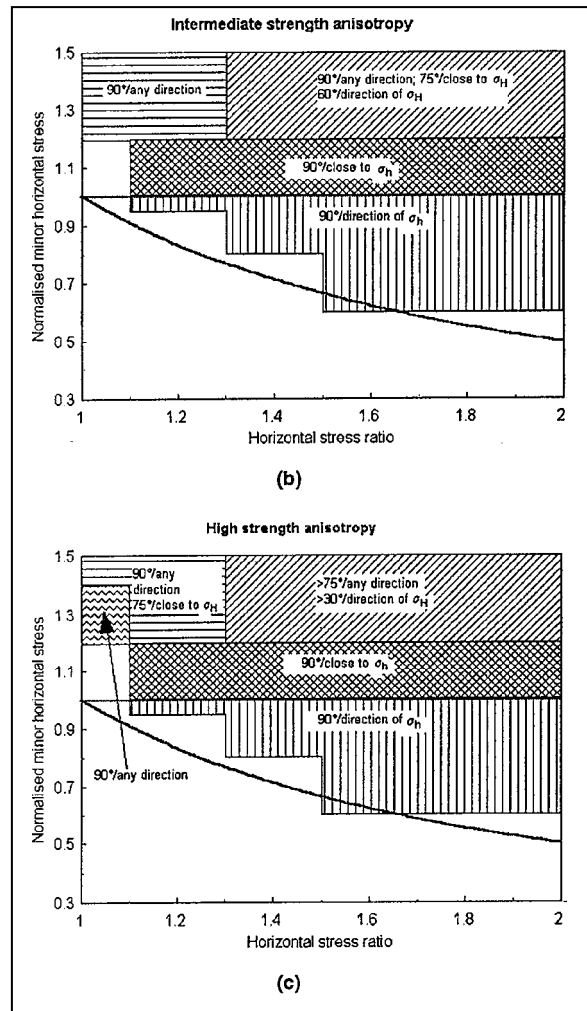 Intermediate strength anisotropy
1.5
1.3
1.1
0.9
0.7
0.5
0.3
Normalised minor horizontal stress
90°/any direction
90°/any direction; 75°/close to σH
60°/direction of σH
90°/close to σh
90°/direction of σh
1
1.2
1.4
1.6
1.8
2
Horizontal stress ratio
(b)
High strength anisotropy
1.5
1.3
1.1
0.9
0.7
0.5
0.3
Normalised minor horizontal stress
90°/any
direction
75°/close to σH
>75°/any direction
>30°/direction of σH
90°/close to σh
90°/direction of σh
90°/any direction
1
1.2
1.4
1.6
1.8
2
Horizontal stress ratio
(c)